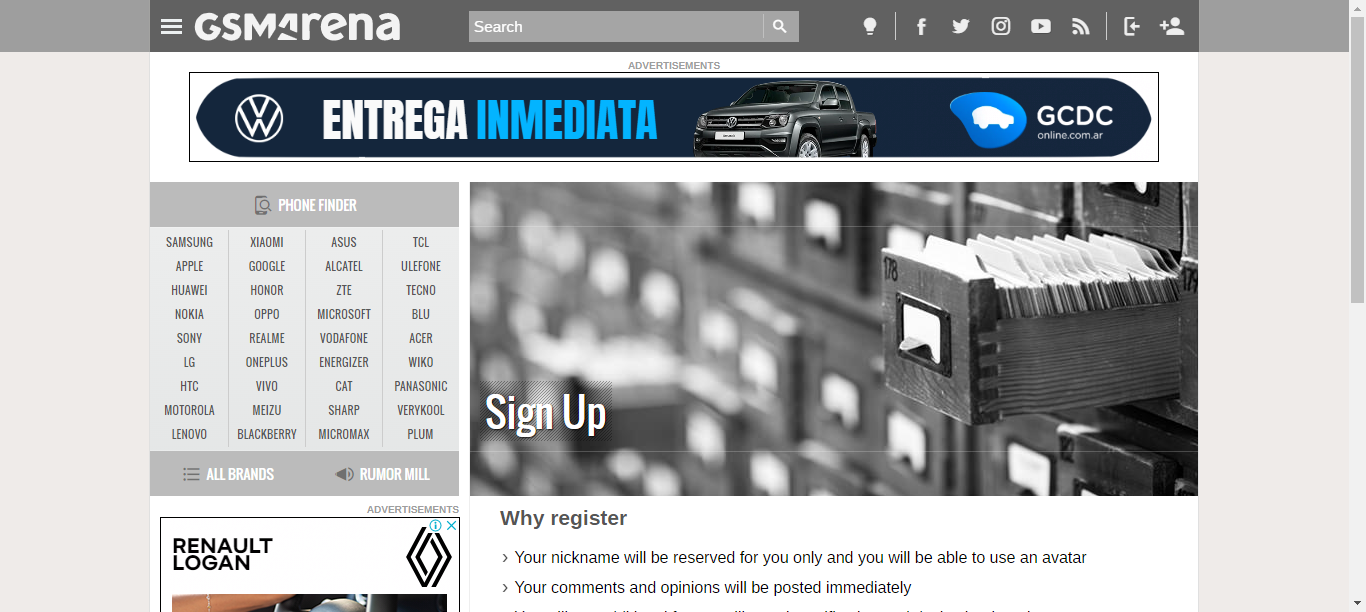 GSMArena
Search
ADVERTISEMENTS
ENTREGA INMEDIATA
GCDC
online.com.ar
PHONE FINDER
SAMSUNG XIAOMI ASUS TCL
APPLE GOOGLE ALCATEL ULEFONE
HUAWEI HONOR ZTE TECNO
NOKIA OPPO MICROSOFT BLU
SONY REALME VODAFONE ACER
LG ONEPLUS ENERGIZER WIKO
HTC VIVO CAT PANASONIC
MOTOROLA MEIZU SHARP VERYKOOL
LENOVO BLACKBERRY MICROMAX PLUM
ALL BRANDS RUMOR MILL
178
Sign Up
ADVERTISEMENTS
RENAULT
LOGAN
Why register
› Your nickname will be reserved for you only and you will be able to use an avatar
› Your comments and opinions will be posted immediately